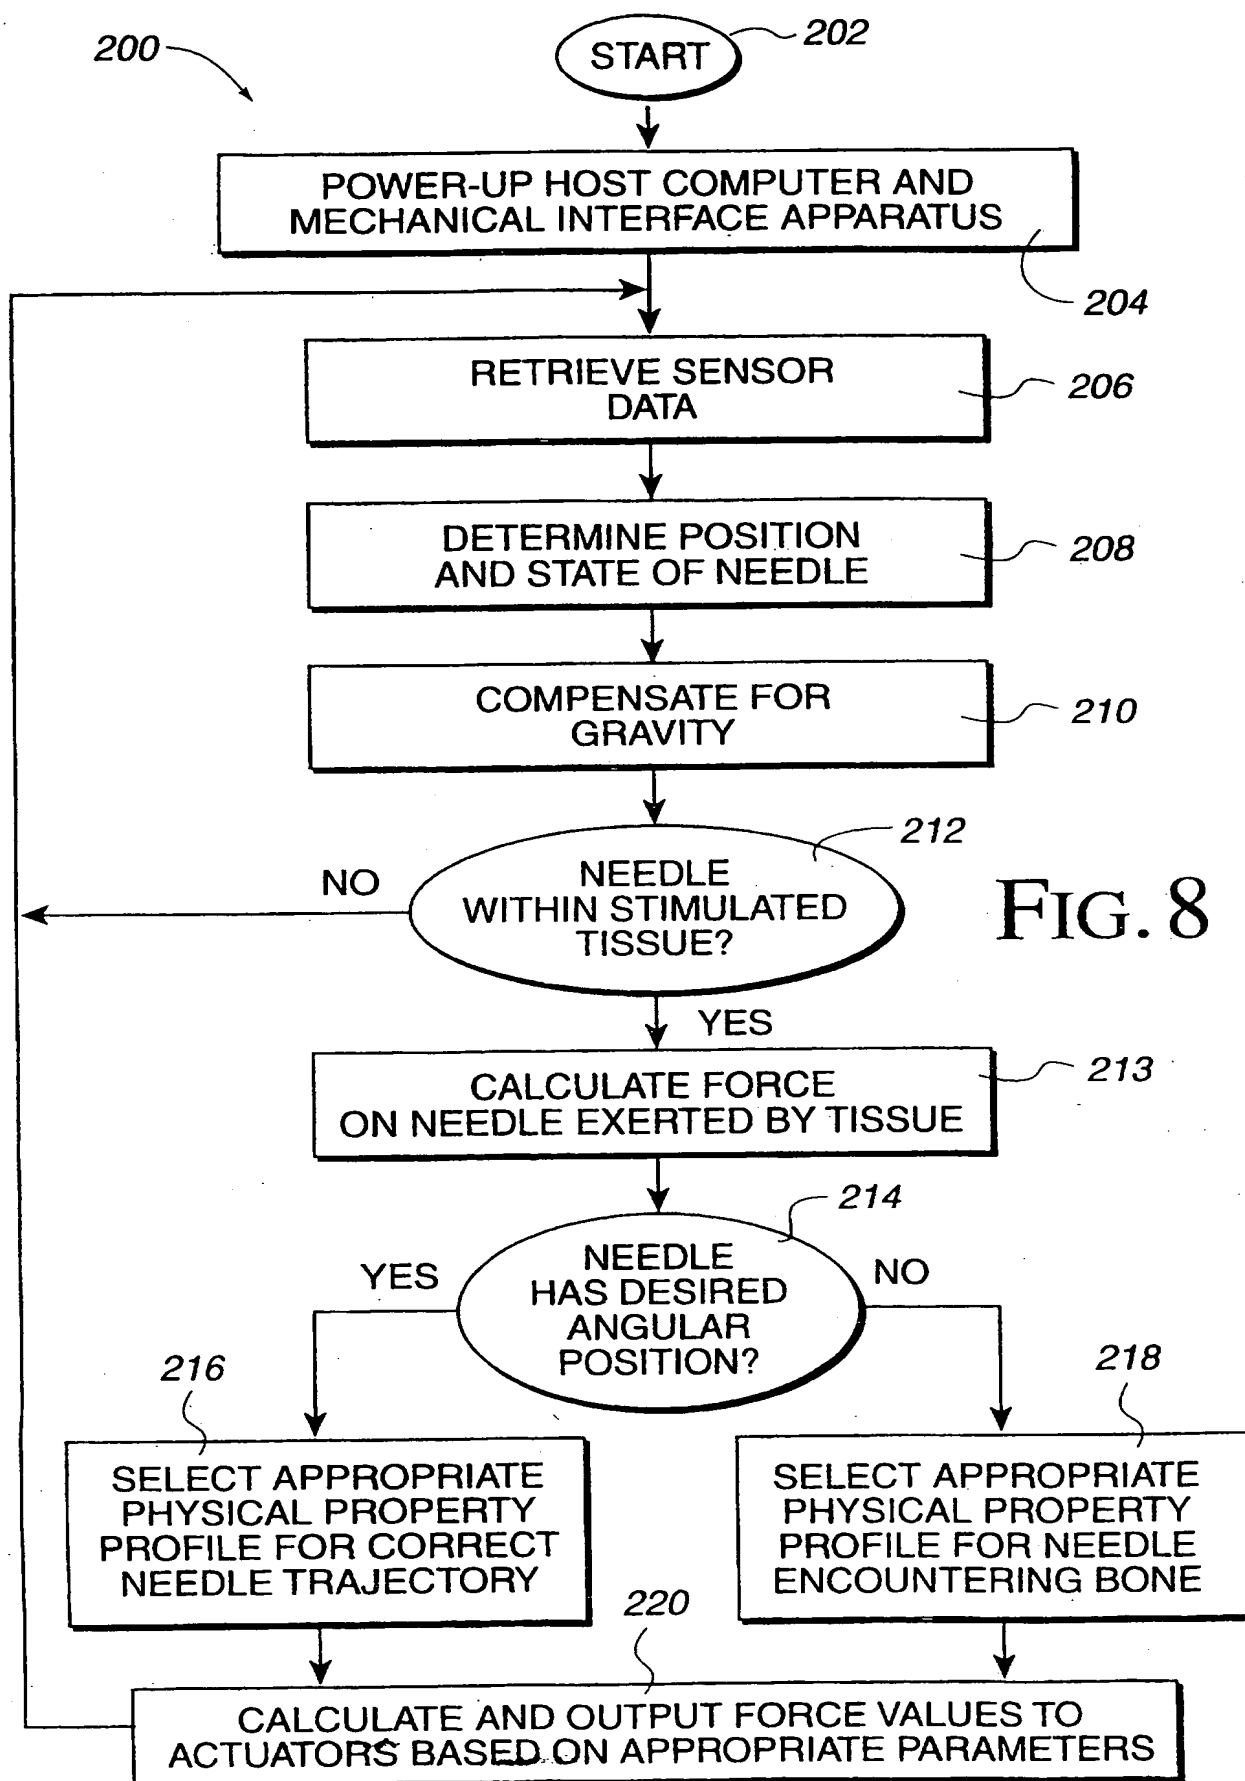 200
START
202
POWER-UP HOST COMPUTER AND
MECHANICAL INTERFACE APPARATUS
204
RETRIEVE SENSOR
DATA
206
DETERMINE POSITION
AND STATE OF NEEDLE
208
COMPENSATE FOR
GRAVITY
210
212
NO
NEEDLE
WITHIN STIMULATED
TISSUE?
FIG. 8
YES
CALCULATE FORCE
ON NEEDLE EXERTED BY TISSUE
213
214
YES
NEEDLE
HAS DESIRED
ANGULAR
POSITION?
NO
216
218
SELECT APPROPRIATE
PHYSICAL PROPERTY
PROFILE FOR CORRECT
NEEDLE TRAJECTORY
SELECT APPROPRIATE
PHYSICAL PROPERTY
PROFILE FOR NEEDLE
ENCOUNTERING BONE
220
CALCULATE AND OUTPUT FORCE VALUES TO
ACTUATORS BASED ON APPROPRIATE PARAMETERS